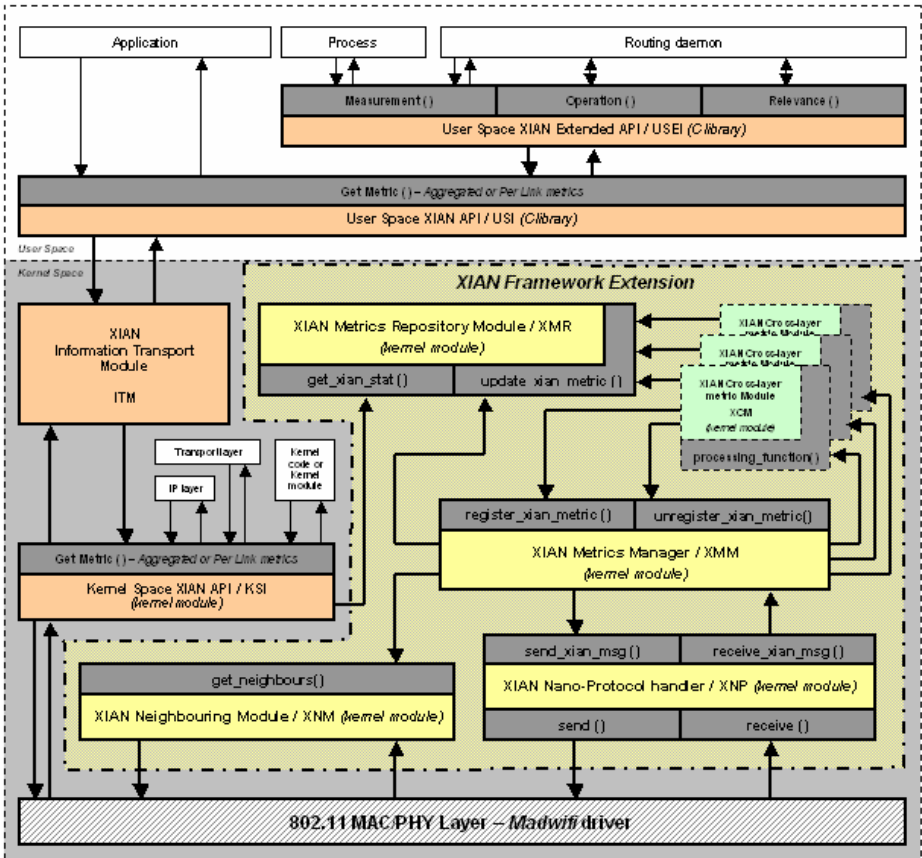 Application
Process
Routing daemon
Measurement ( )
Operation ( )
Relevance ( )
User Space XIAN Extended API / USEI (C library)
Get Metric ( ) – Aggregated or Per Link metrics
User Space XIAN API / USI (C library)
User Space
Kernel Space
XIAN Framework Extension
XIAN
Information Transport
Module
ITM
XIAN Metrics Repository Module / XMR
(kernel module)
get_xian_stat( )
update_xian_metric ( )
XIAN Cross-layer
metric Module
XIAN Cross-layer
metric Module
XIAN Cross-layer
metric Module
XCM
(kernel module)
processing_function( )
Transport layer
IP layer
Kernel
code or
Kernel
module
Get Metric ( ) – Aggregated or Per Link metrics
Kernel Space XIAN API / KSI
(kernel module)
register_xian_metric ( )
unregister_xian_metric( )
XIAN Metrics Manager / XMM
(kernel module)
get_neighbours( )
XIAN Neighbouring Module / XNM (kernel module)
send_xian_msg ( )
receive_xian_msg ( )
XIAN Nano-Protocol handler / XNP (kernel module)
send ( )
receive ( )
802.11 MAC/PHY Layer – Madwifi driver